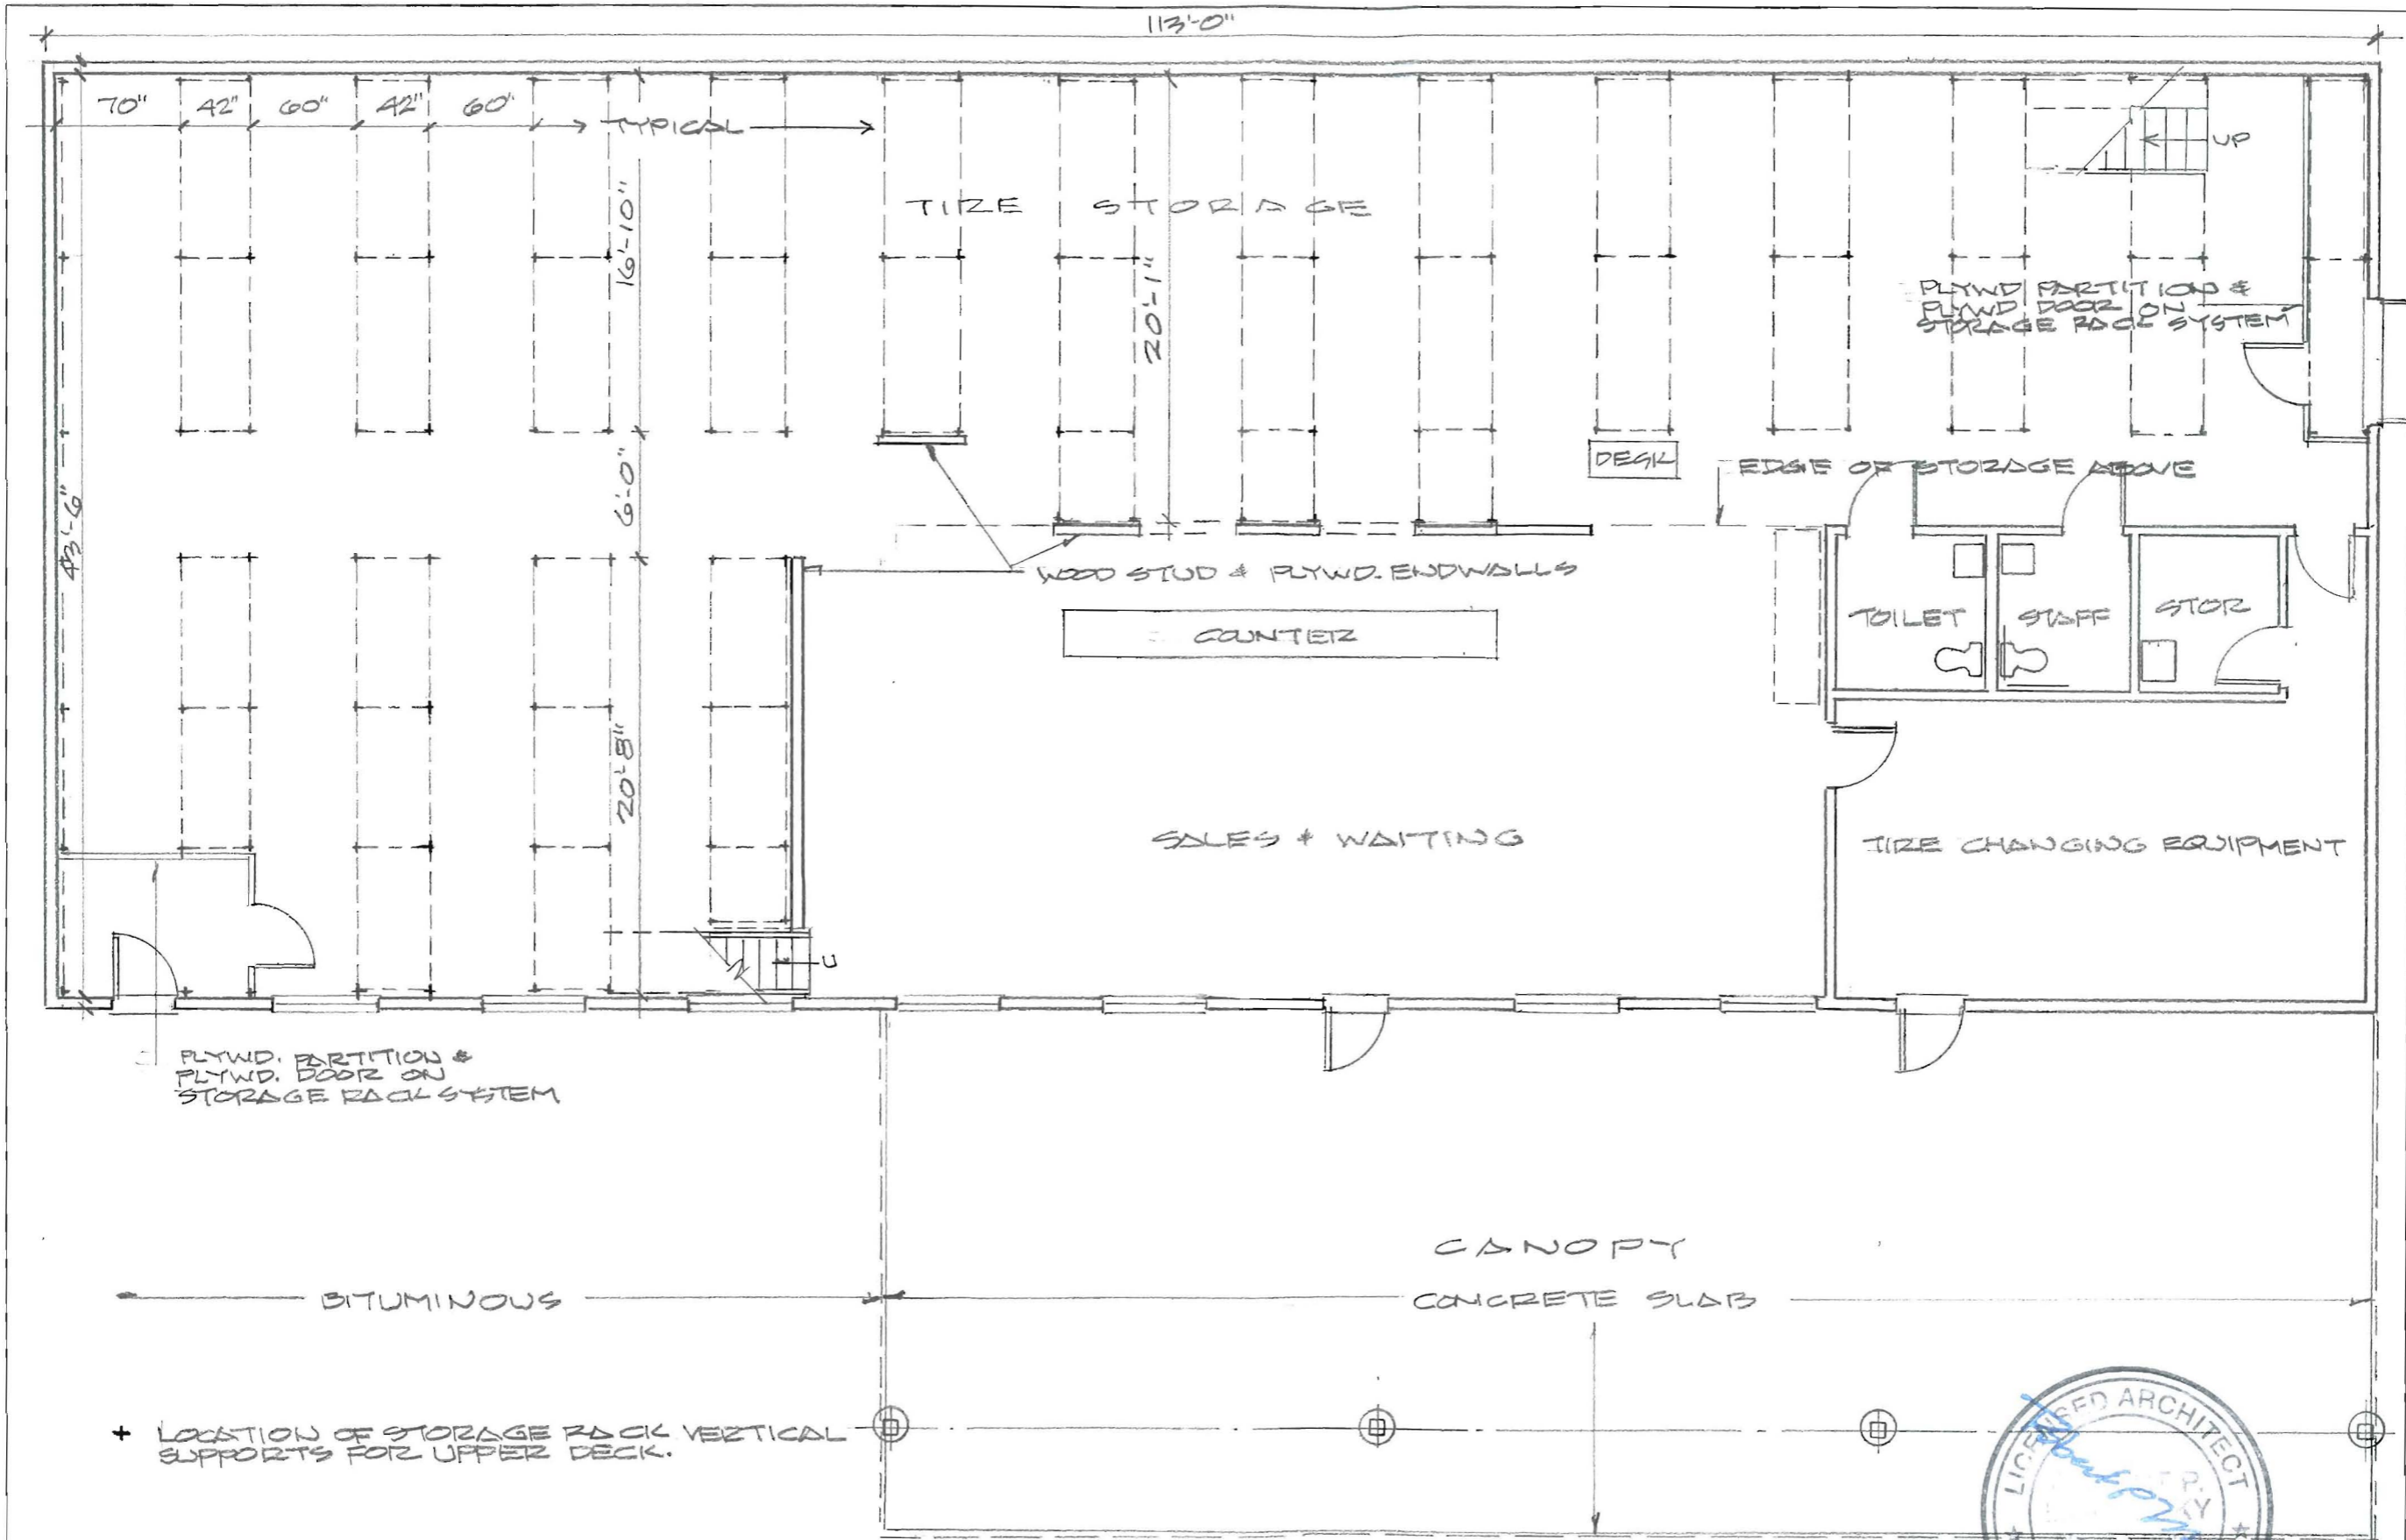 113'-0"
70"
42"
60"
42"
60"
TYPICAL
UP
16'-10"
TIRE STORAGE
20'-1"
PLYWD PARTITION &
PLYWD DOOR ON
STORAGE RACK SYSTEM
43'-6"
6'-0"
DESK
EDGE OF STORAGE ABOVE
WOOD STUD & PLYWD. ENDWALLS
COUNTER
TOILET
STAFF
STOR
20'-8"
SALES & WAITING
TIRE CHANGING EQUIPMENT
U
PLYWD. PARTITION &
PLYWD. DOOR ON
STORAGE RACK SYSTEM
CANOPY
BITUMINOUS
CONCRETE SLAB
+ LOCATION OF STORAGE RACK VERTICAL
SUPPORTS FOR UPPER DECK.
LICENSED ARCHITECT